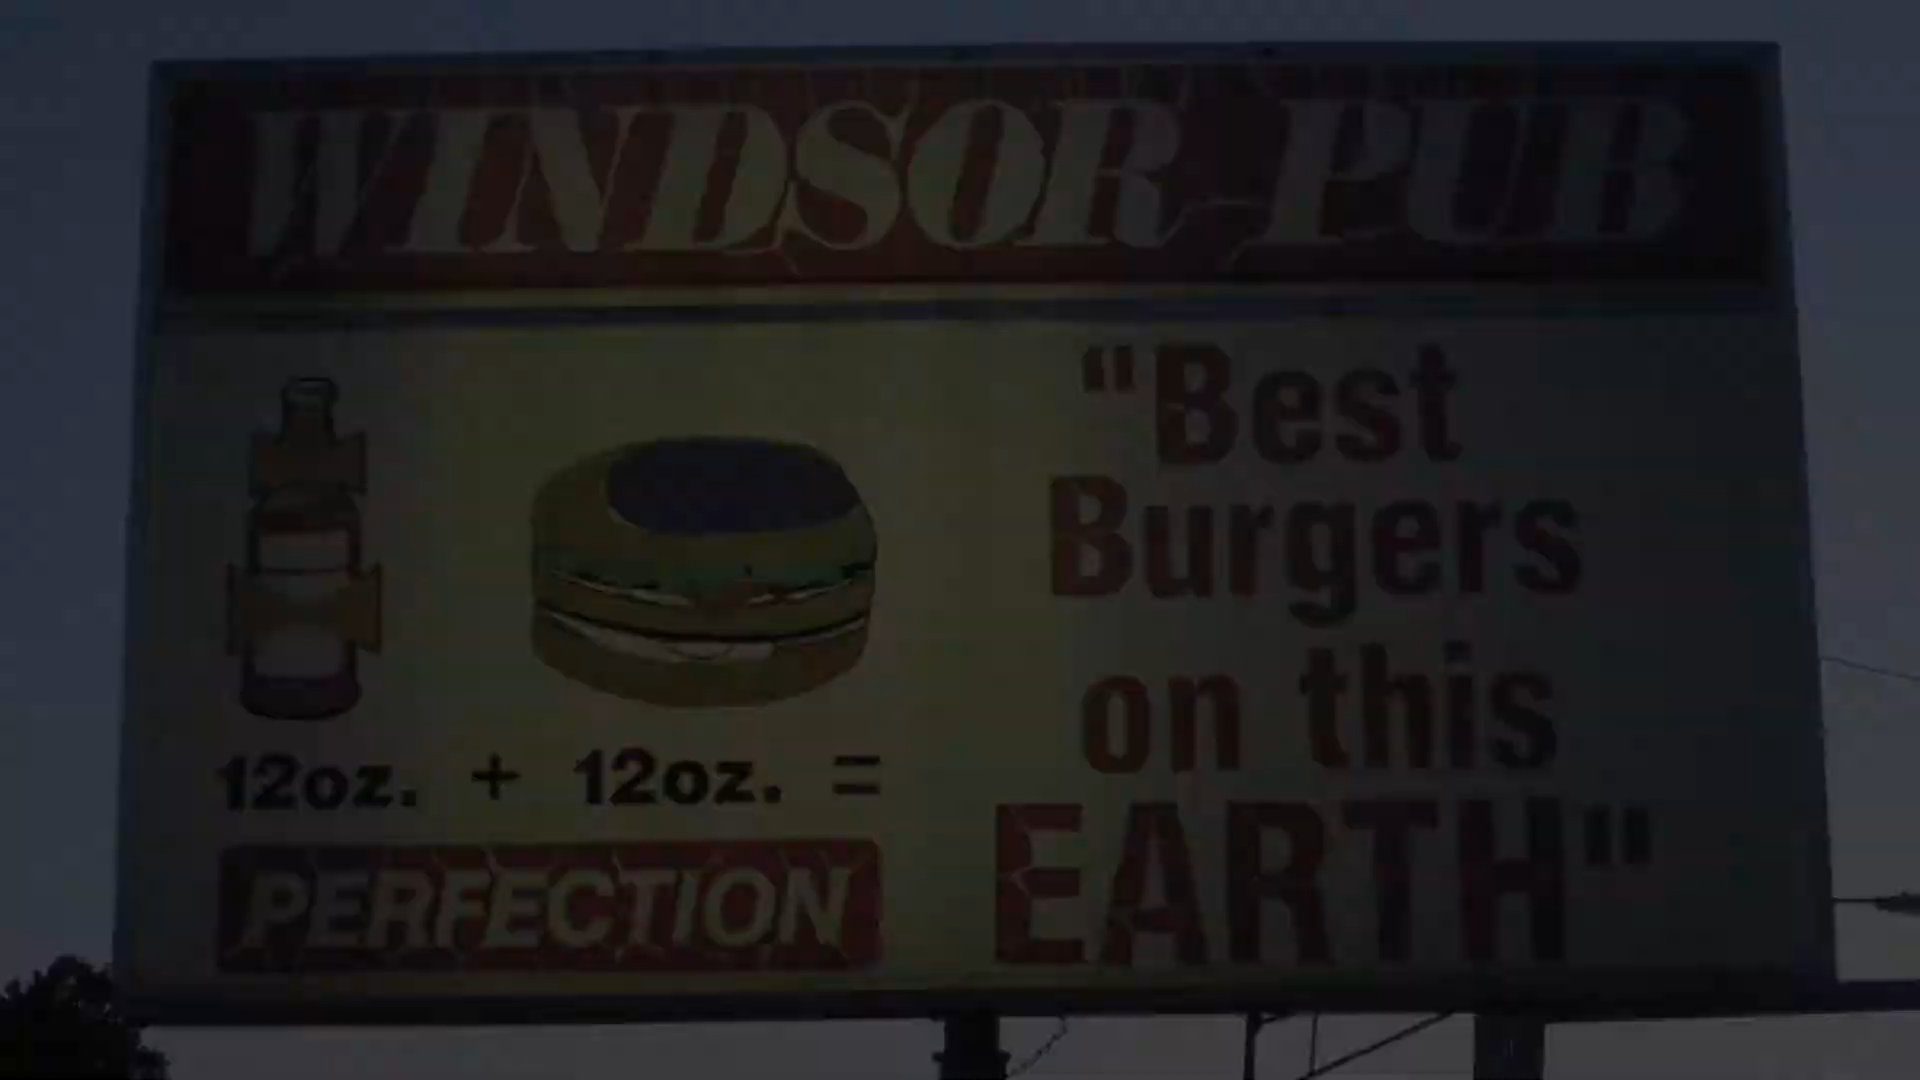 WINDSOR PUB
"Best
Burgers
on this
EARTH"
12oz. + 12oz. =
PERFECTION